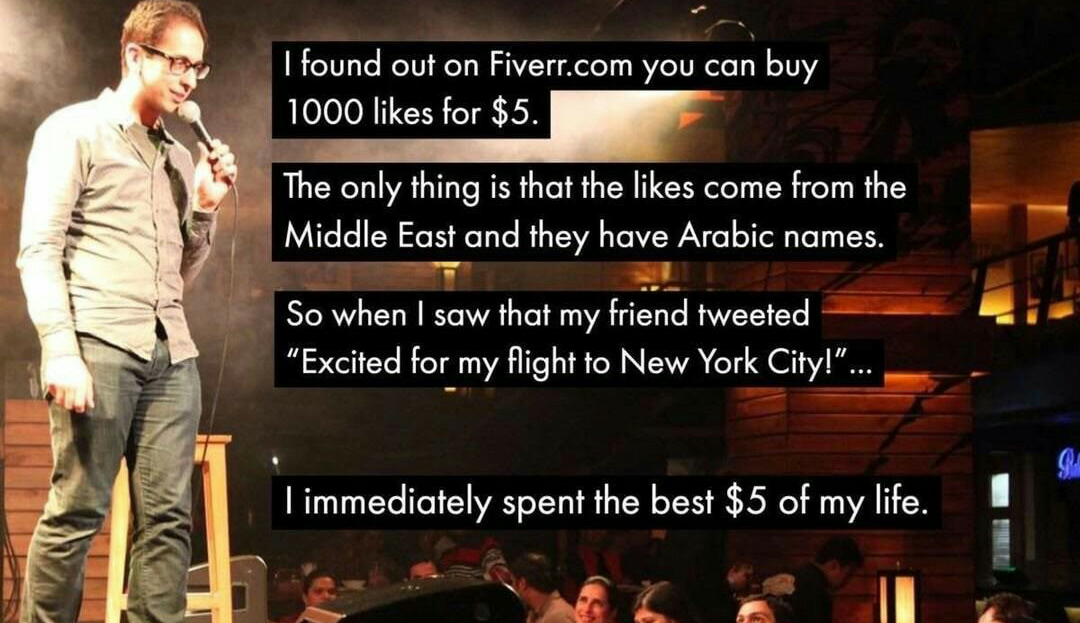 I found out on Fiverr.com you can buy
1000 likes for $5.
The only thing is that the likes come from the
Middle East and they have Arabic names.
So when I saw that my friend tweeted
“Excited for my flight to New York City!”...
I immediately spent the best $5 of my life.